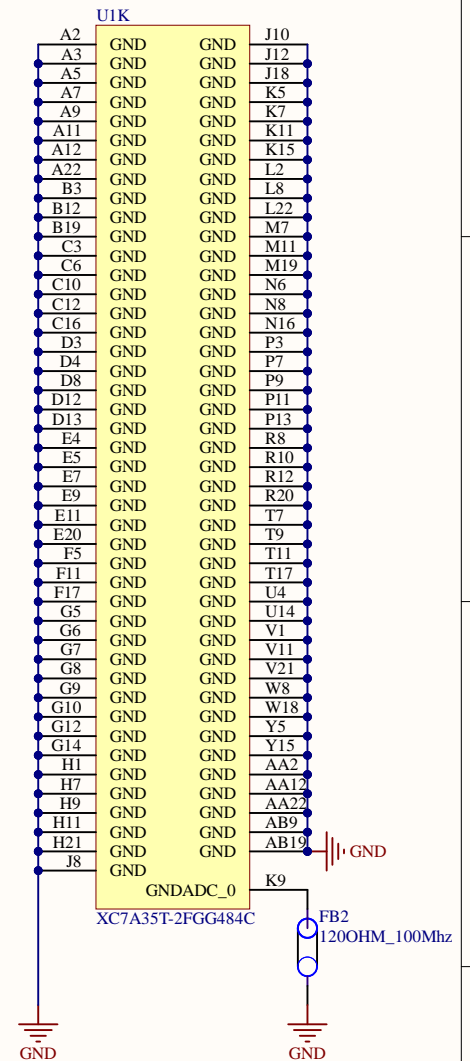 U1K
A2 GND GND J10
A3 GND GND J12
A5 GND GND J18
A7 GND GND K5
A9 GND GND K7
A11 GND GND K11
A12 GND GND K15
A22 GND GND L2
B3 GND GND L8
B12 GND GND L22
B19 GND GND M7
C3 GND GND M11
C6 GND GND M19
C10 GND GND N6
C12 GND GND N8
C16 GND GND N16
D3 GND GND P3
D4 GND GND P7
D8 GND GND P9
D12 GND GND P11
D13 GND GND P13
E4 GND GND R8
E5 GND GND R10
E7 GND GND R12
E9 GND GND R20
E11 GND GND T7
E20 GND GND T9
F5 GND GND T11
F11 GND GND T17
F17 GND GND U4
G5 GND GND U14
G6 GND GND V1
G7 GND GND V11
G8 GND GND V21
G9 GND GND W8
G10 GND GND W18
G12 GND GND Y5
G14 GND GND Y15
H1 GND GND AA2
H7 GND GND AA12
H9 GND GND AA22
H11 GND GND AB9
H21 GND GND AB19 GND
J8 GND
GNDADC_0 K9
XC7A35T-2FGG484C
FB2
120OHM_100Mhz
GND GND